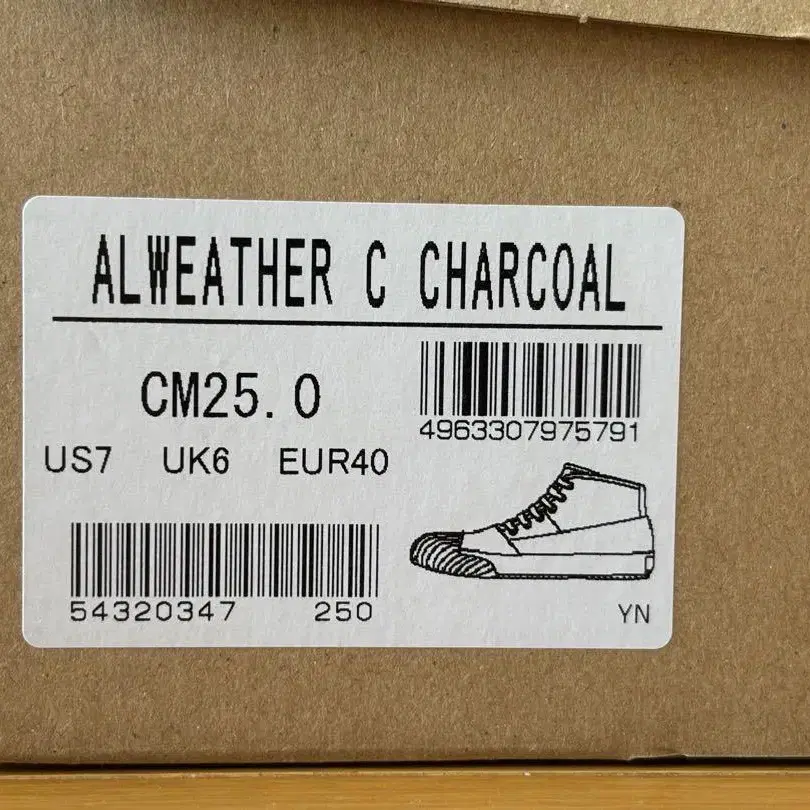 ALWEATHER C CHARCOAL
CM25.0
4963307975791
US7 UK6 EUR40
54320347 250
YN